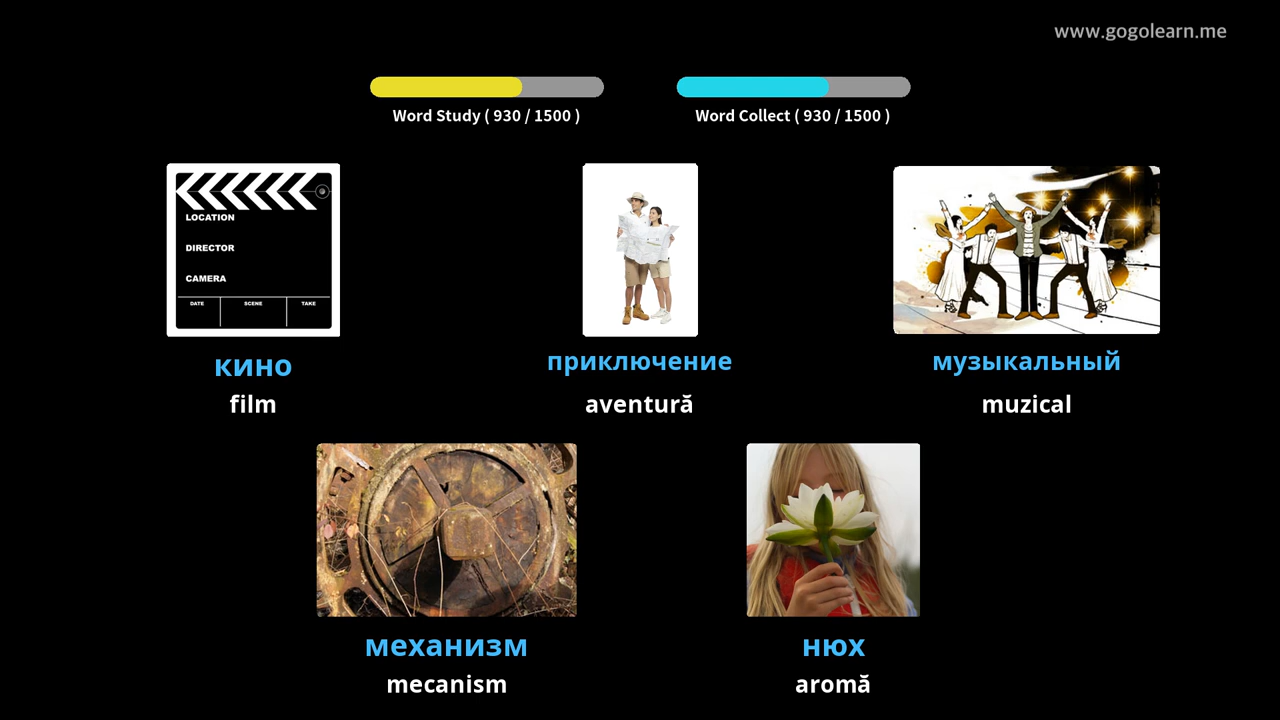 www.gogolearn.me
Word Study ( 930 / 1500 )
Word Collect ( 930 / 1500 )
LOCATION
DIRECTOR
CAMERA
DATE SCENE TAKE
кино
film
приключение
aventură
музыкальный
muzical
механизм
mecanism
нюх
aromă